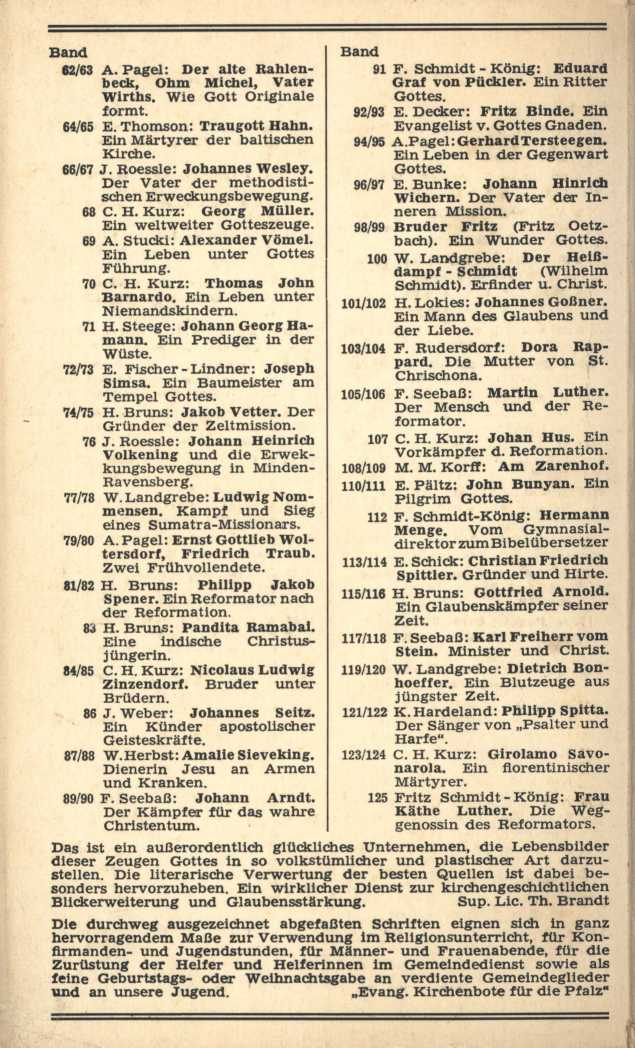 Band
62/63 A. Pagel: Der alte Rahlen-
beck, Ohm Michel, Vater
Wirths. Wie Gott Originale
formt.
64/65 E. Thomson: Traugott Hahn.
Ein Märtyrer der baltischen
Kirche.
66/67 J. Roessle: Johannes Wesley.
Der Vater der methodisti-
schen Erweckungsbewegung.
68 C. H. Kurz: Georg Müller.
Ein weltweiter Gotteszeuge.
69 A. Stucki: Alexander Vömel.
Ein Leben unter Gottes
Führung.
70 C. H. Kurz: Thomas John
Barnardo. Ein Leben unter
Niemandskindern.
71 H. Steege: Johann Georg Ha-
mann. Ein Prediger in der
Wüste.
72/73 E. Fischer-Lindner: Joseph
Simsa. Ein Baumeister am
Tempel Gottes.
74/75 H. Bruns: Jakob Vetter. Der
Gründer der Zeltmission.
76 J. Roessle: Johann Heinrich
Volkening und die Erwek-
kungsbewegung in Minden-
Ravensberg.
77/78 W. Landgrebe: Ludwig Nom-
mensen. Kampf und Sieg
eines Sumatra-Missionars.
79/80 A. Pagel: Ernst Gottlieb Wol-
tersdorf, Friedrich Traub.
Zwei Frühvollendete.
81/82 H. Bruns: Philipp Jakob
Spener. Ein Reformator nach
der Reformation.
83 H. Bruns: Pandita Ramabai.
Eine indische Christus-
jüngerin.
84/85 C. H. Kurz: Nicolaus Ludwig
Zinzendorf. Bruder unter
Brüdern.
86 J. Weber: Johannes Seitz.
Ein Künder apostolischer
Geisteskräfte.
87/88 W. Herbst: Amalie Sieveking.
Dienerin Jesu an Armen
und Kranken.
89/90 F. Seebaß: Johann Arndt.
Der Kämpfer für das wahre
Christentum.
Band
91 F. Schmidt-König: Eduard
Graf von Pückler. Ein Ritter
Gottes.
92/93 E. Decker: Fritz Binde. Ein
Evangelist v. Gottes Gnaden.
94/95 A. Pagel: Gerhard Tersteegen.
Ein Leben in der Gegenwart
Gottes.
96/97 E. Bunke: Johann Hinrich
Wichern. Der Vater der In-
neren Mission.
98/99 Bruder Fritz (Fritz Oetz-
bach). Ein Wunder Gottes.
100 W. Landgrebe: Der Heiß-
dampf-Schmidt (Wilhelm
Schmidt). Erfinder u. Christ.
101/102 H. Lokies: Johannes Goßner.
Ein Mann des Glaubens und
der Liebe.
103/104 F. Rudersdorf: Dora Rap-
pard. Die Mutter von St.
Chrischona.
105/106 F. Seebaß: Martin Luther.
Der Mensch und der Re-
formator.
107 C. H. Kurz: Johan Hus. Ein
Vorkämpfer d. Reformation.
108/109 M. M. Korff: Am Zarenhof.
110/111 E. Pältz: John Bunyan. Ein
Pilgrim Gottes.
112 F. Schmidt-König: Hermann
Menge. Vom Gymnasial-
direktor zum Bibelübersetzer
113/114 E. Schick: Christian Friedrich
Spittler. Gründer und Hirte.
115/116 H. Bruns: Gottfried Arnold.
Ein Glaubenskämpfer seiner
Zeit.
117/118 F. Seebaß: Karl Freiherr vom
Stein. Minister und Christ.
119/120 W. Landgrebe: Dietrich Bon-
hoeffer. Ein Blutzeuge aus
jüngster Zeit.
121/122 K. Hardeland: Philipp Spitta.
Der Sänger von „Psalter und
Harfe“.
123/124 C. H. Kurz: Girolamo Savo-
narola. Ein florentinischer
Märtyrer.
125 Fritz Schmidt-König: Frau
Käthe Luther. Die Weg-
genossin des Reformators.
Das ist ein außerordentlich glückliches Unternehmen, die Lebensbilder
dieser Zeugen Gottes in so volkstümlicher und plastischer Art darzu-
stellen. Die literarische Verwertung der besten Quellen ist dabei be-
sonders hervorzuheben. Ein wirklicher Dienst zur kirchengeschichtlichen
Blickerweiterung und Glaubensstärkung. Sup. Lic. Th. Brandt
Die durchweg ausgezeichnet abgefaßten Schriften eignen sich in ganz
hervorragendem Maße zur Verwendung im Religionsunterricht, für Kon-
firmanden- und Jugendstunden, für Männer- und Frauenabende, für die
Zurüstung der Helfer und Helferinnen im Gemeindedienst sowie als
feine Geburtstags- oder Weihnachtsgabe an verdiente Gemeindeglieder
und an unsere Jugend. „Evang. Kirchenbote für die Pfalz“